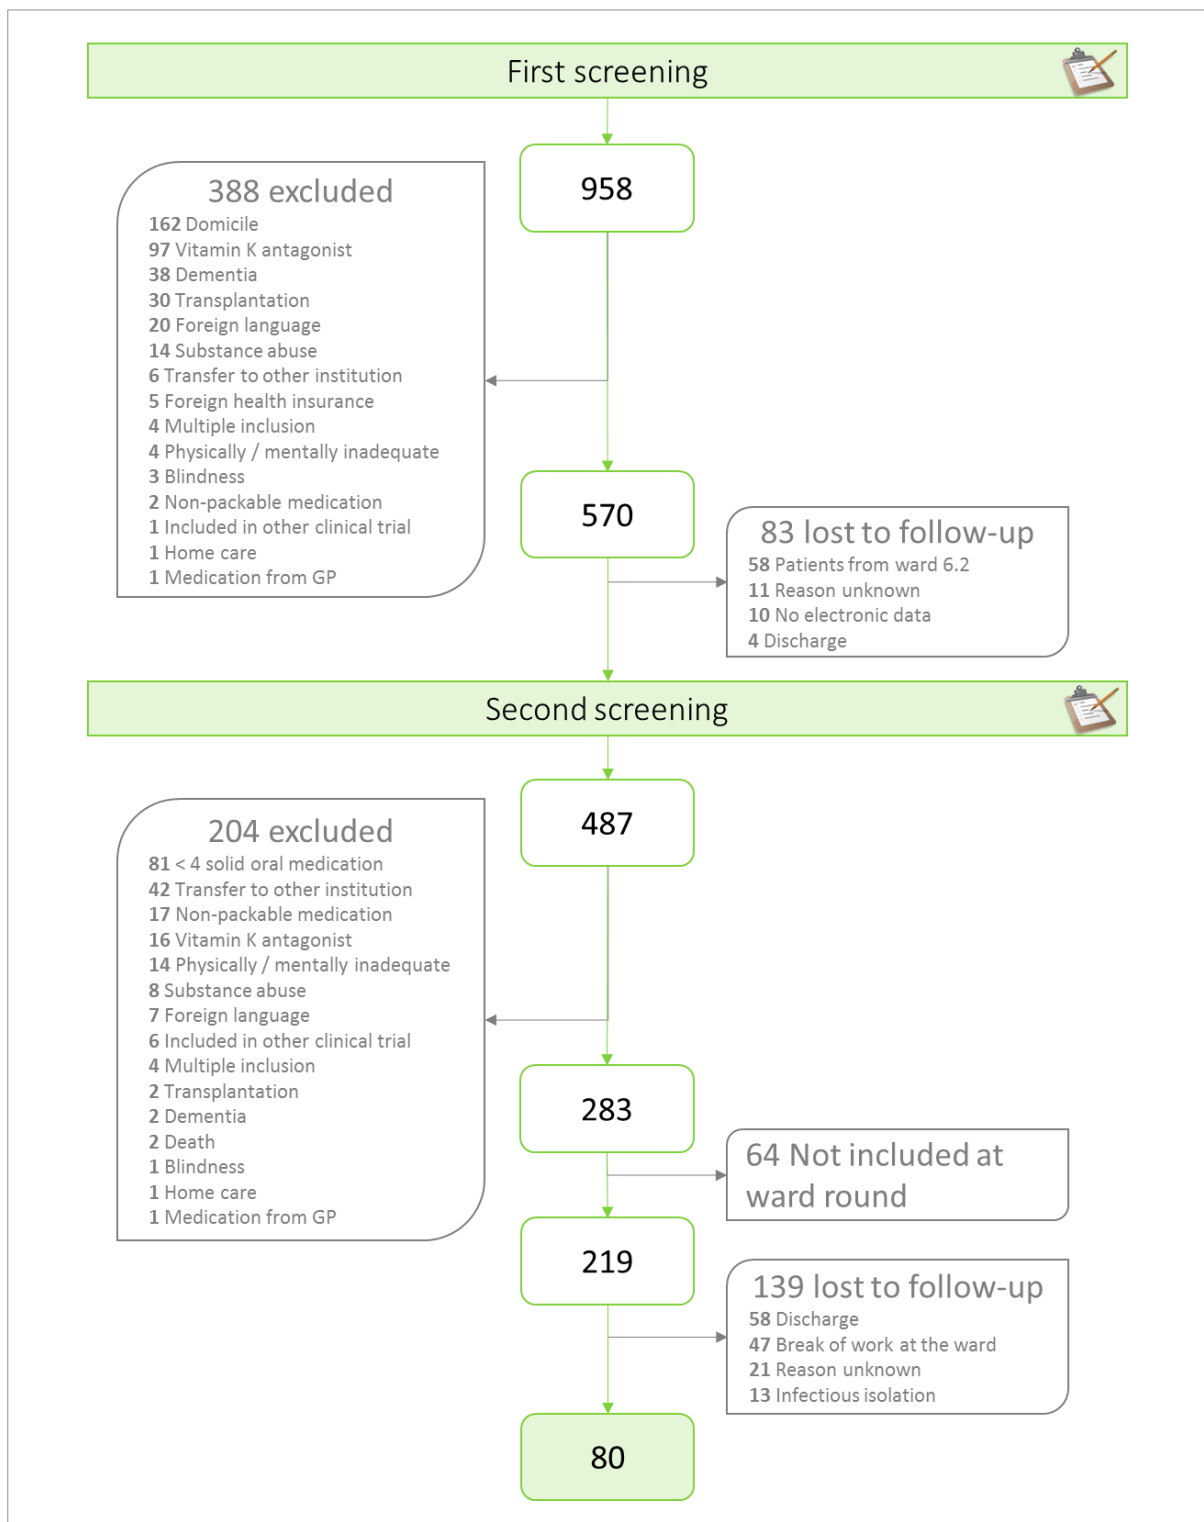 First screening
958
388 excluded
162 Domicile
97 Vitamin K antagonist
38 Dementia
30 Transplantation
20 Foreign language
14 Substance abuse
6 Transfer to other institution
5 Foreign health insurance
4 Multiple inclusion
4 Physically / mentally inadequate
3 Blindness
2 Non-packable medication
1 Included in other clinical trial
1 Home care
1 Medication from GP
570
83 lost to follow-up
58 Patients from ward 6.2
11 Reason unknown
10 No electronic data
4 Discharge
Second screening
487
204 excluded
81 < 4 solid oral medication
42 Transfer to other institution
17 Non-packable medication
16 Vitamin K antagonist
14 Physically / mentally inadequate
8 Substance abuse
7 Foreign language
6 Included in other clinical trial
4 Multiple inclusion
2 Transplantation
2 Dementia
2 Death
1 Blindness
1 Home care
1 Medication from GP
283
64 Not included at
ward round
219
139 lost to follow-up
58 Discharge
47 Break of work at the ward
21 Reason unknown
13 Infectious isolation
80